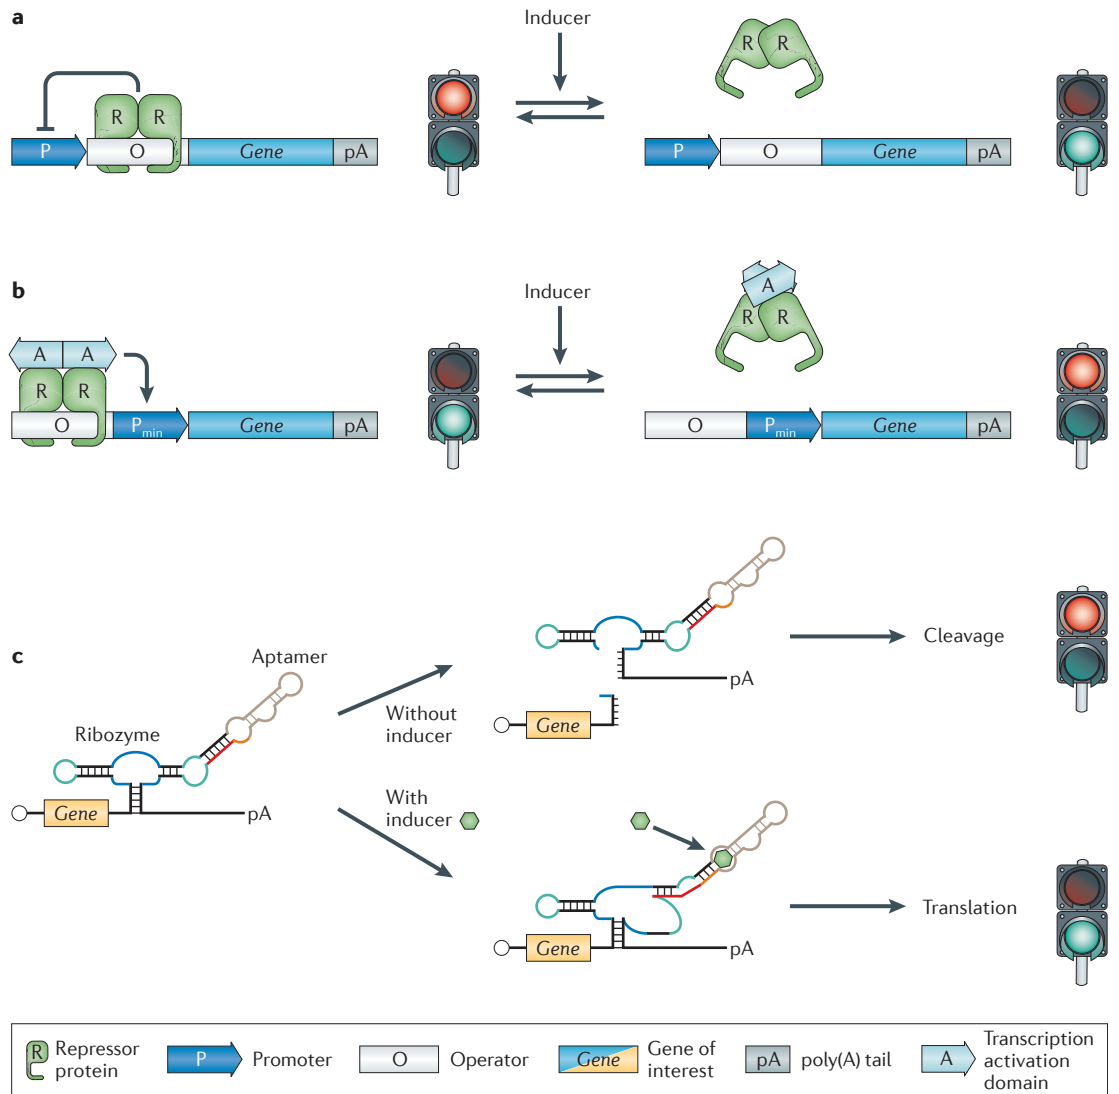 a
Inducer
R R
R R
P O Gene pA
P O Gene pA
b
Inducer
A
R R
A A
R R
O Pmin Gene pA
O Pmin Gene pA
c
Aptamer
Ribozyme
Gene
pA
Without
inducer
Gene
pA
Cleavage
With
inducer
Gene
pA
Translation
R Repressor
protein
P Promoter
O Operator
Gene Gene of
interest
pA poly(A) tail
A Transcription
activation
domain